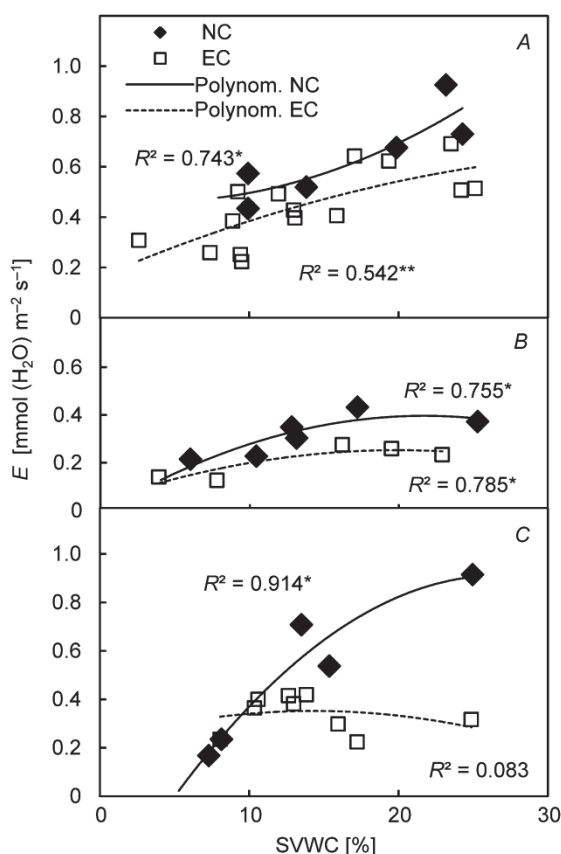 NC
EC
Polynom. NC
Polynom. EC
A
1.0
0.8
0.6
0.4
0.2
0
R² = 0.743*
R² = 0.542**
B
0.6
0.4
0.2
0
R² = 0.755*
R² = 0.785*
E [mmol (H₂O) m⁻² s⁻¹]
C
1.0
0.8
0.6
0.4
0.2
0
R² = 0.914*
R² = 0.083
0 10 20 30
SVWC [%]